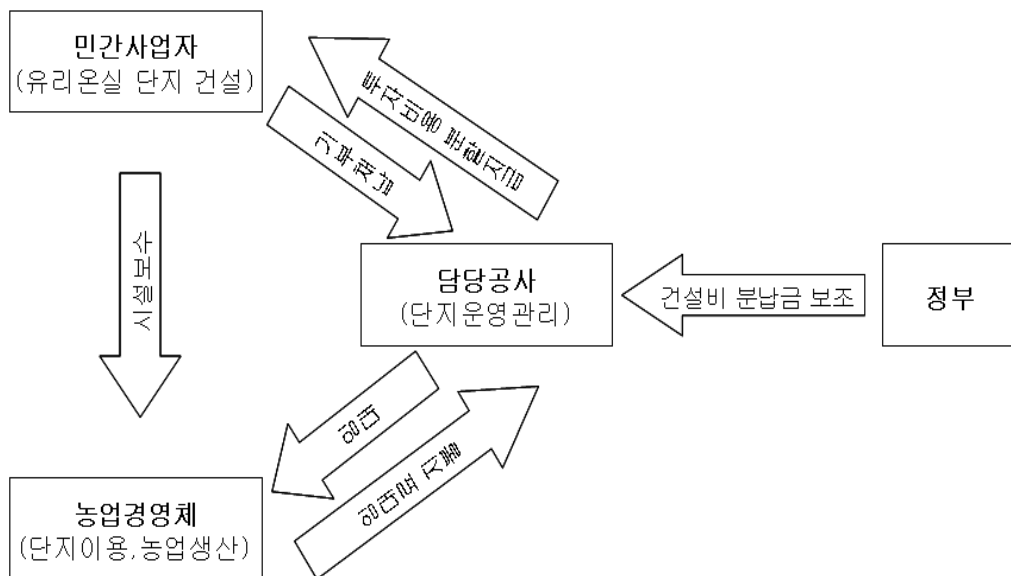 민간사업자
(유리온실 단지 건설)
투자비용 분할지급
기부채납
시설보수
담당공사
(단지운영관리)
건설비 분납금 보조
정부
임대
임대료 지불
농업경영체
(단지이용,농업생산)